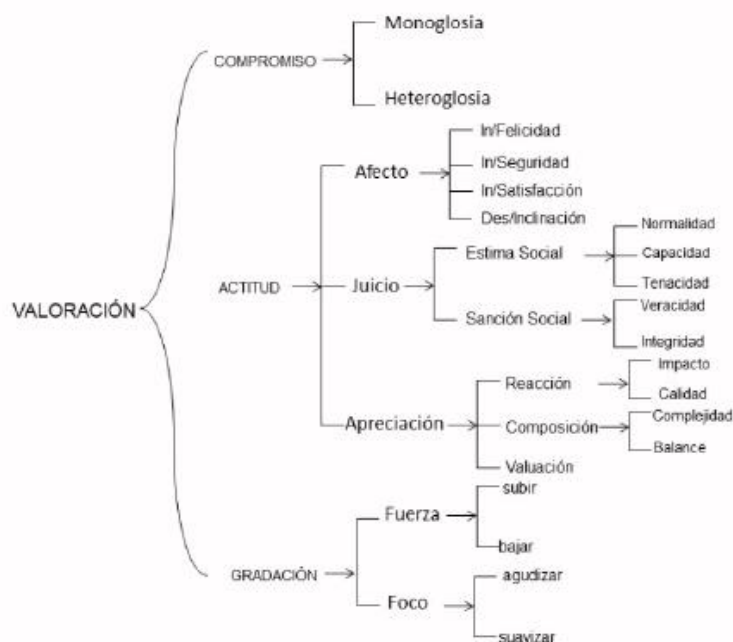 VALORACIÓN
COMPROMISO
Monoglosia
Heteroglosia
ACTITUD
Afecto
In/Felicidad
In/Seguridad
In/Satisfacción
Des/Inclinación
Juicio
Estima Social
Normalidad
Capacidad
Tenacidad
Sanción Social
Veracidad
Integridad
Apreciación
Reacción
Impacto
Calidad
Composición
Complejidad
Balance
Valuación
GRADACIÓN
Fuerza
subir
bajar
Foco
agudizar
suavizar